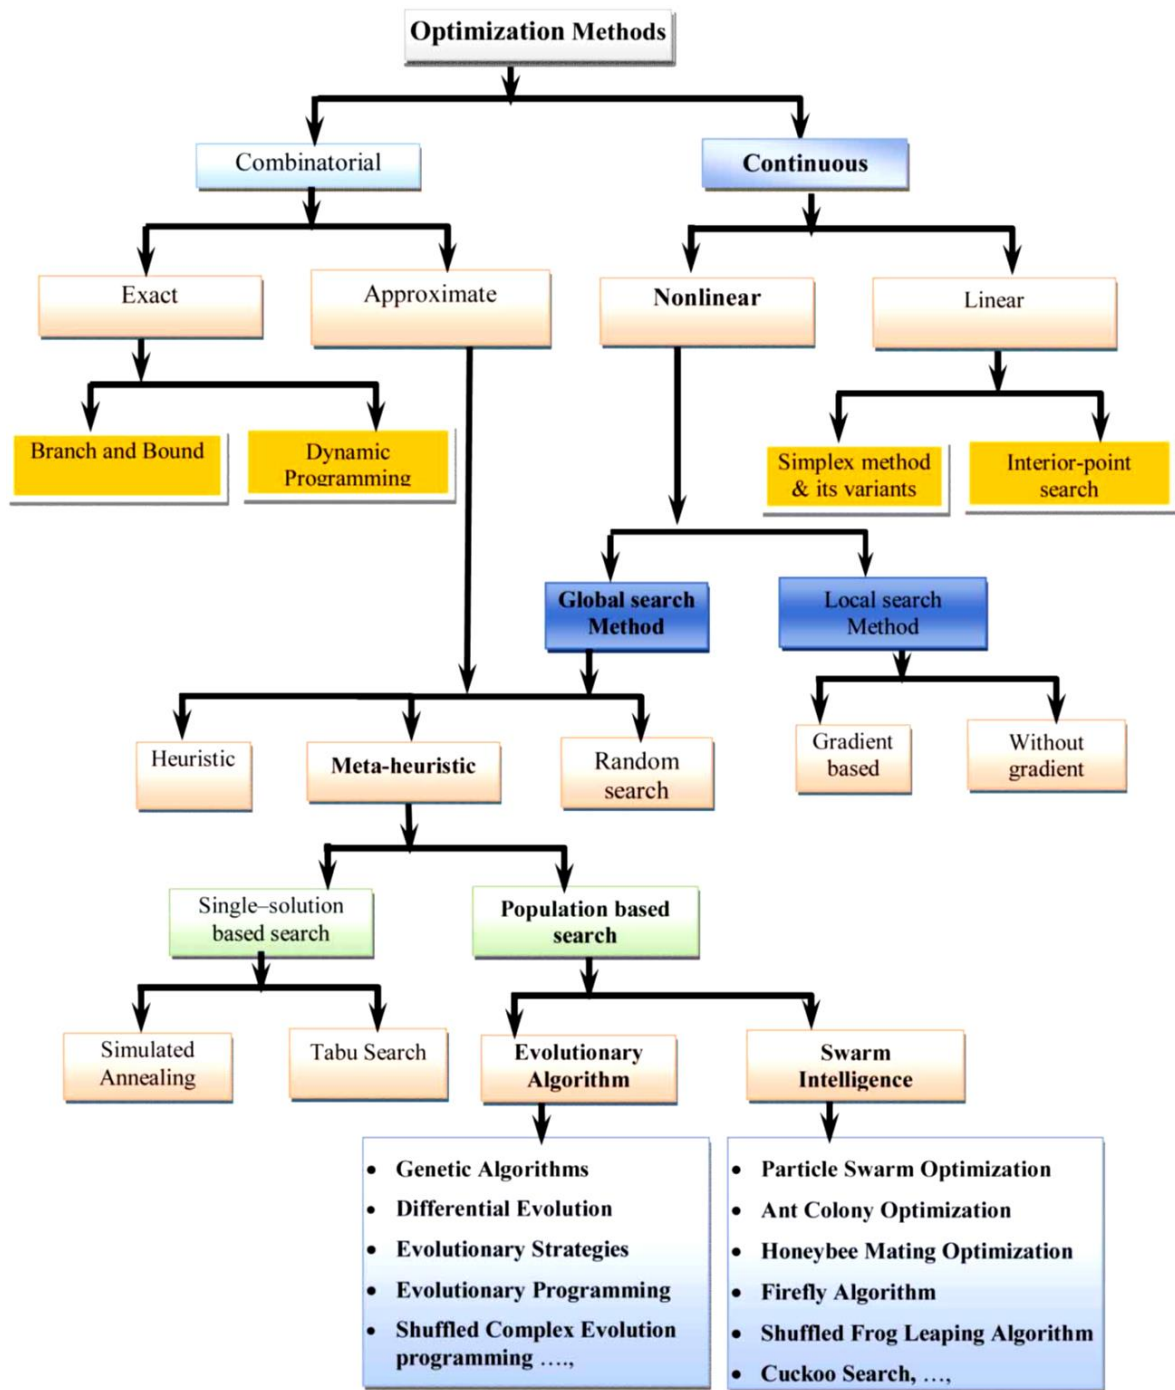 Optimization Methods
Combinatorial
Continuous
Exact
Approximate
Nonlinear
Linear
Branch and Bound
Dynamic
Programming
Simplex method
& its variants
Interior-point
search
Global search
Method
Local search
Method
Heuristic
Meta-heuristic
Random
search
Gradient
based
Without
gradient
Single–solution
based search
Population based
search
Simulated
Annealing
Tabu Search
Evolutionary
Algorithm
Swarm
Intelligence
• Genetic Algorithms
• Differential Evolution
• Evolutionary Strategies
• Evolutionary Programming
• Shuffled Complex Evolution
programming ….,
• Particle Swarm Optimization
• Ant Colony Optimization
• Honeybee Mating Optimization
• Firefly Algorithm
• Shuffled Frog Leaping Algorithm
• Cuckoo Search, …,